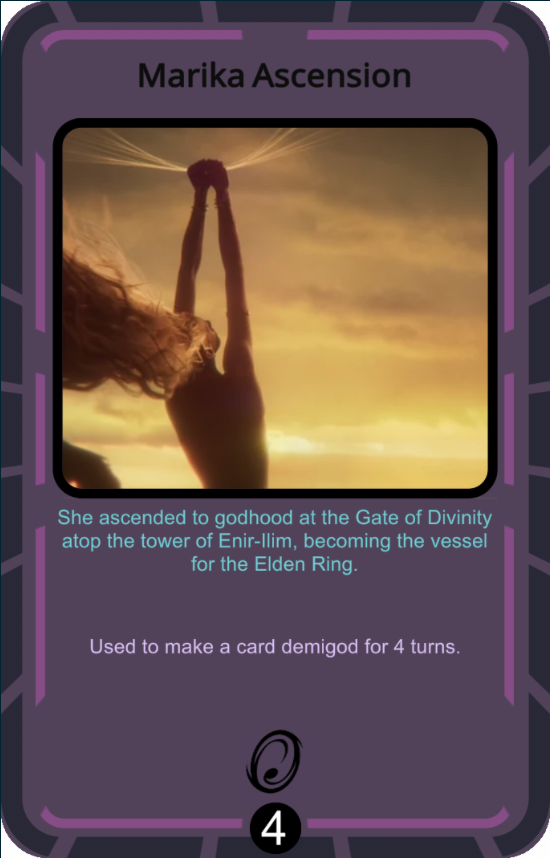 Marika Ascension
She ascended to godhood at the Gate of Divinity
atop the tower of Enir-Ilim, becoming the vessel
for the Elden Ring.
Used to make a card demigod for 4 turns.
4